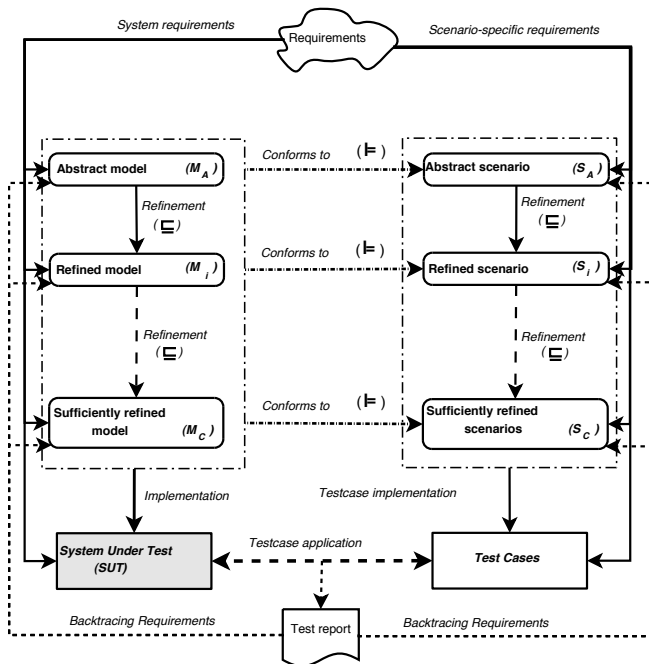 System requirements
Requirements
Scenario-specific requirements
Abstract model (M_A)
Conforms to (⊨)
Abstract scenario (S_A)
Refinement
(⊑)
Refinement
(⊑)
Refined model (M_i)
Conforms to (⊨)
Refined scenario (S_i)
Refinement
(⊑)
Refinement
(⊑)
Sufficiently refined
model (M_C)
Conforms to (⊨)
Sufficiently refined
scenarios (S_C)
Implementation
Testcase implementation
System Under Test
(SUT)
Testcase application
Test Cases
Backtracing Requirements
Test report
Backtracing Requirements